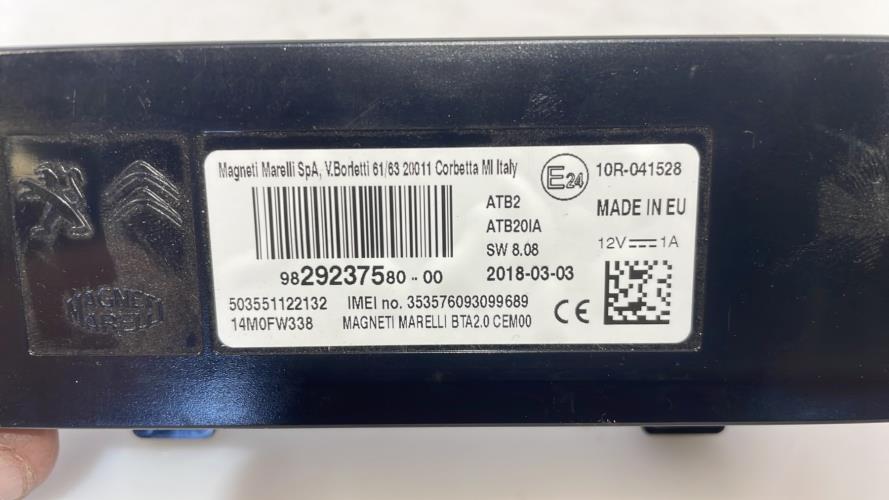 Magneti Marelli SpA, V.Borletti 61/63 20011 Corbetta MI Italy
E24
10R-041528
ATB2
MADE IN EU
ATB20IA
SW 8.08
12V 1A
9829237580-00
2018-03-03
503551122132 IMEI no. 353576093099689
14M0FW338 MAGNETI MARELLI BTA2.0 CEM00
CE
MAGNETI
MARELLI